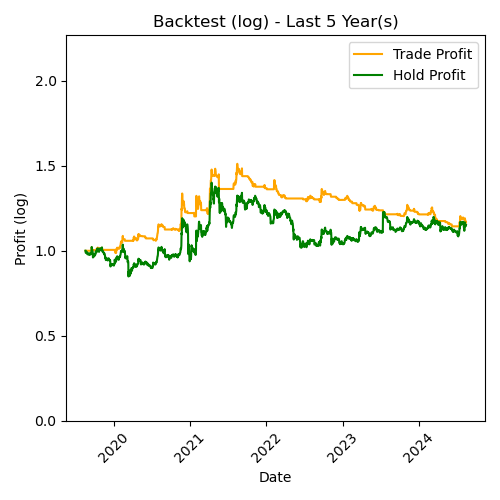 Backtest (log) - Last 5 Year(s)
Trade Profit
Hold Profit
Profit (log)
2.0
1.5
1.0
0.5
0.0
2020
2021
2022
2023
2024
Date